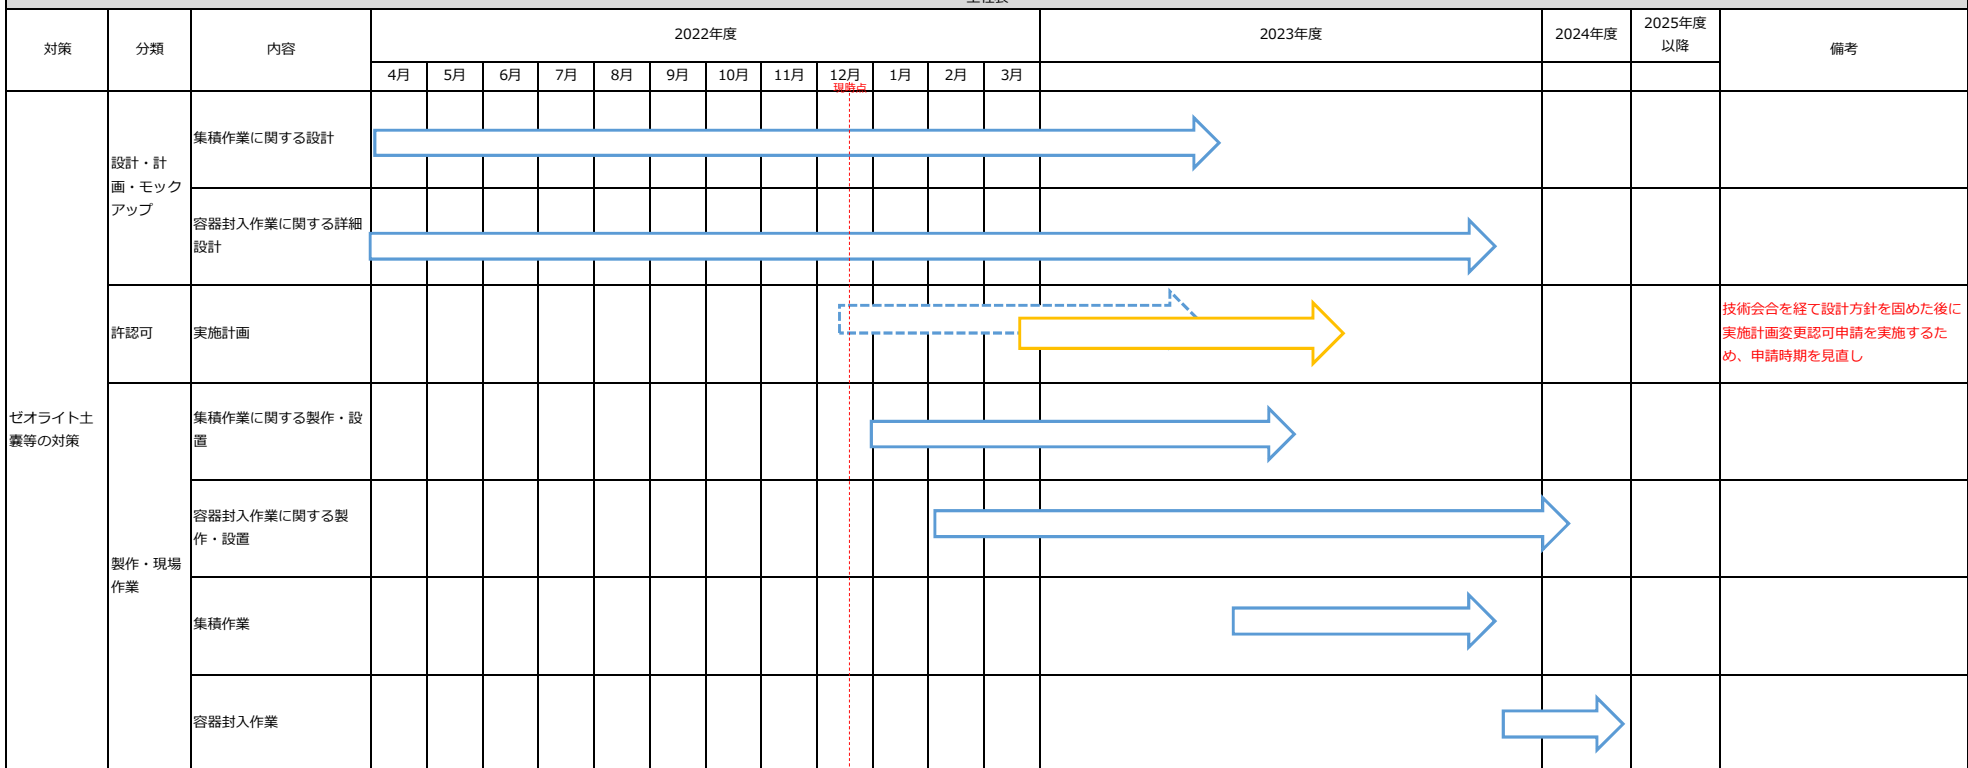 対策
分類
内容
2022年度
2023年度
2024年度
2025年度
以降
備考
4月
5月
6月
7月
8月
9月
10月
11月
12月
1月
2月
3月
現時点
ゼオライト土
嚢等の対策
設計・計
画・モック
アップ
集積作業に関する設計
容器封入作業に関する詳細
設計
許認可
実施計画
技術会合を経て設計方針を固めた後に
実施計画変更認可申請を実施するた
め、申請時期を見直し
製作・現場
作業
集積作業に関する製作・設
置
容器封入作業に関する製
作・設置
集積作業
容器封入作業